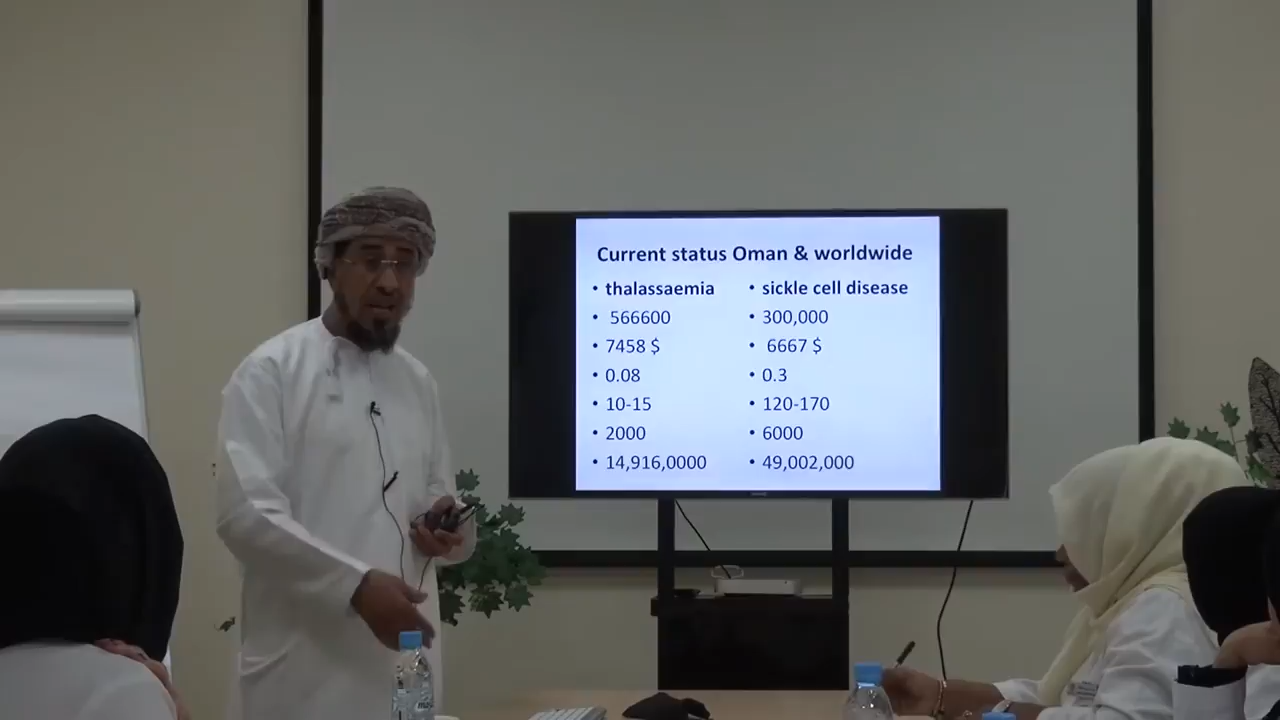 Current status Oman & worldwide
• thalassaemia
• 566600
• 7458 $
• 0.08
• 10-15
• 2000
• 14,916,0000
• sickle cell disease
• 300,000
• 6667 $
• 0.3
• 120-170
• 6000
• 49,002,000